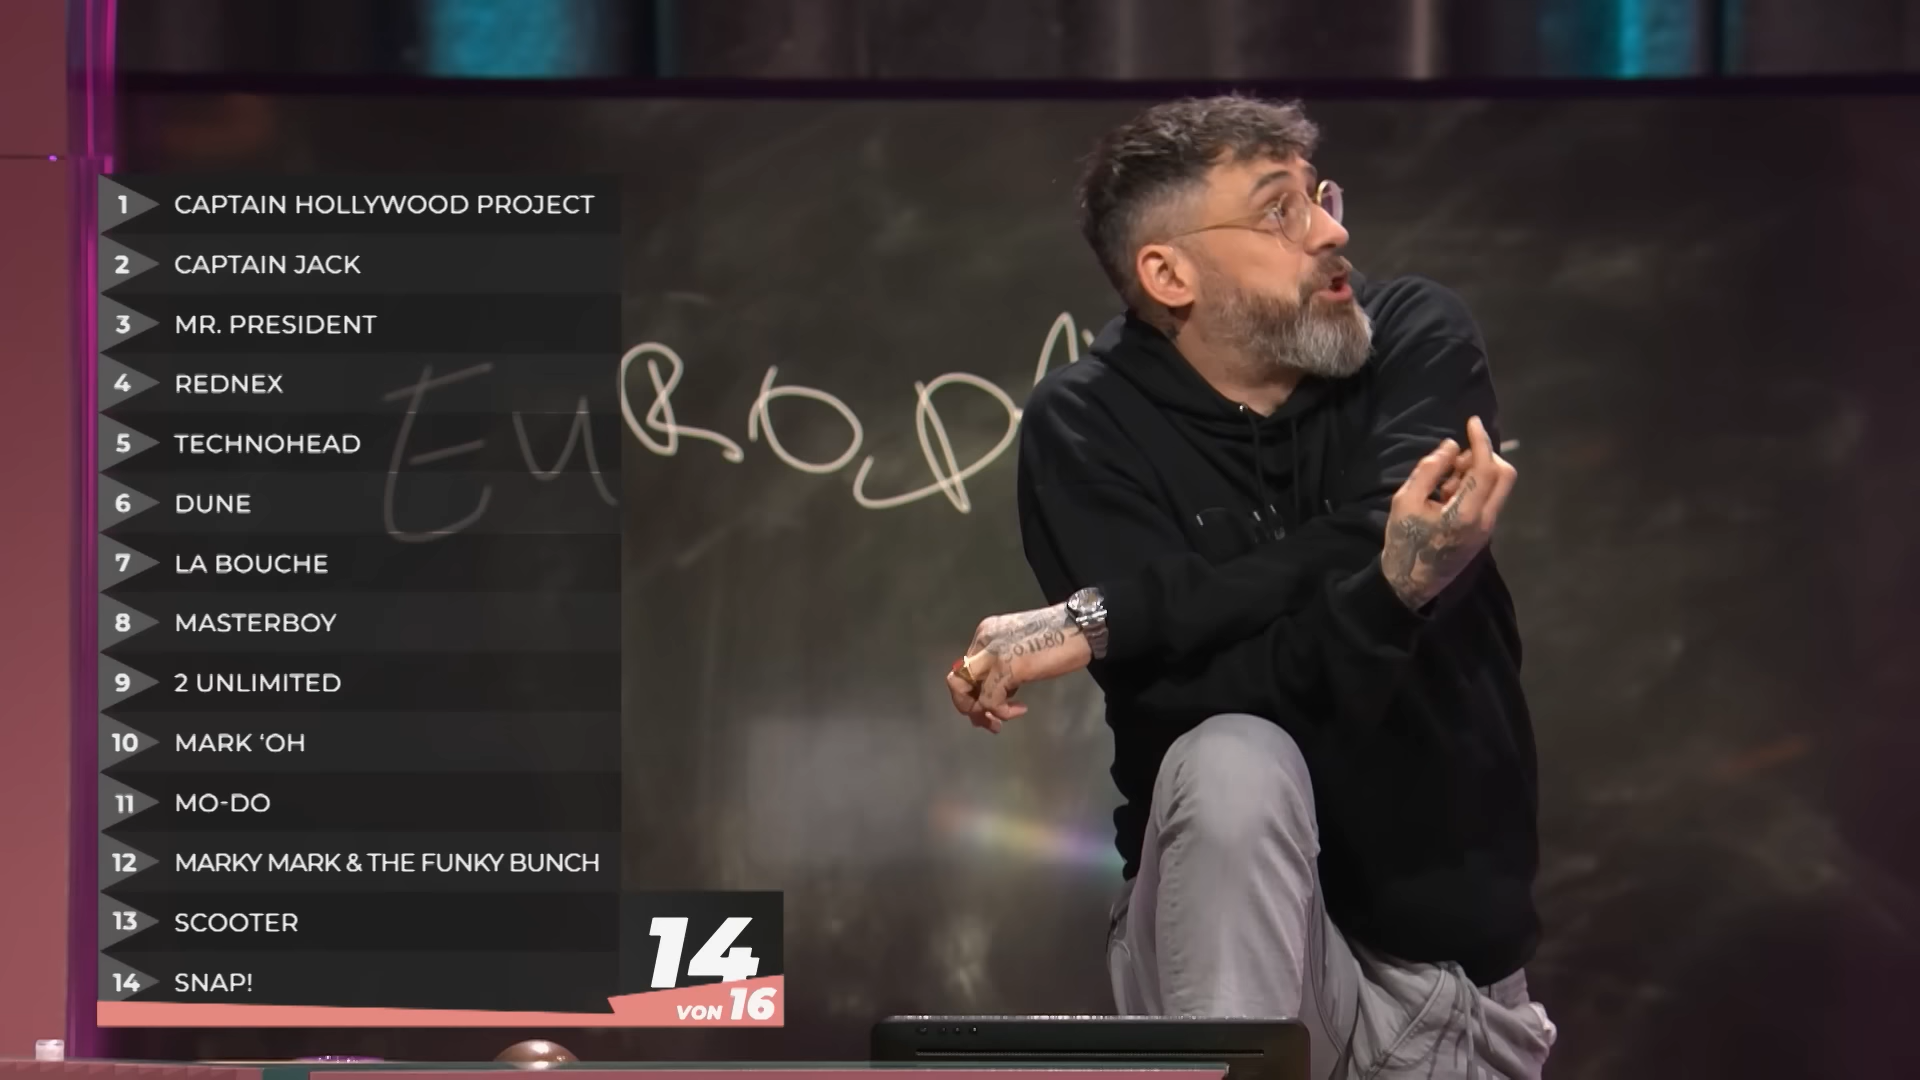 1 CAPTAIN HOLLYWOOD PROJECT
2 CAPTAIN JACK
3 MR. PRESIDENT
4 REDNEX
5 TECHNOHEAD
6 DUNE
7 LA BOUCHE
8 MASTERBOY
9 2 UNLIMITED
10 MARK ‘OH
11 MO-DO
12 MARKY MARK & THE FUNKY BUNCH
13 SCOOTER
14 SNAP!
14
VON 16
EUROD